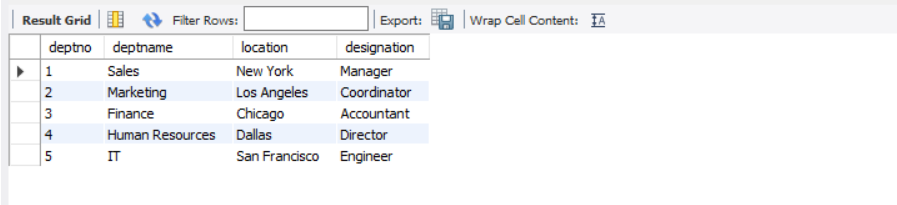 Result Grid Filter Rows: Export: Wrap Cell Content: IA
deptno deptname location designation
1 Sales New York Manager
2 Marketing Los Angeles Coordinator
3 Finance Chicago Accountant
4 Human Resources Dallas Director
5 IT San Francisco Engineer